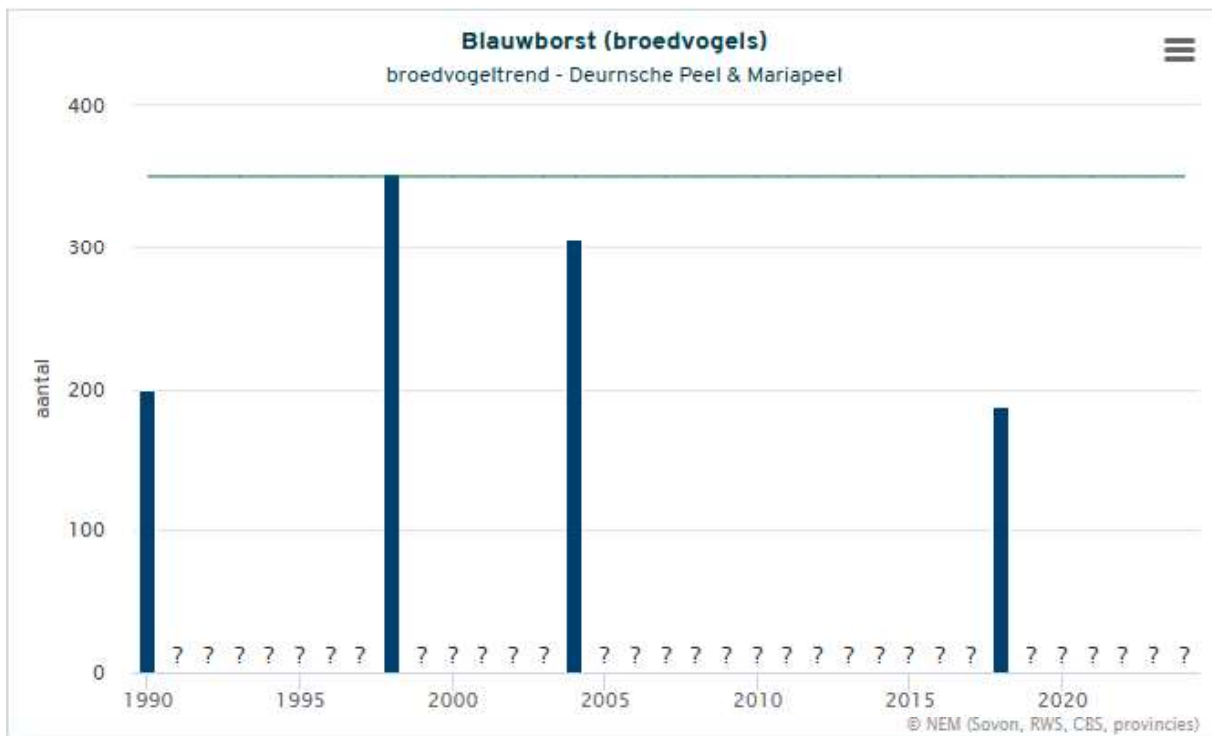 Blauwborst (broedvogels)
broedvogeltrend - Deurnsche Peel & Mariapeel
400
300
200
100
0
aantal
? ? ? ? ? ? ? ? ? ? ? ? ? ? ? ? ? ? ? ? ? ? ? ? ? ? ? ? ? ? ?
1990 1995 2000 2005 2010 2015 2020
© NEM (Sovon, RWS, CBS, provincies)